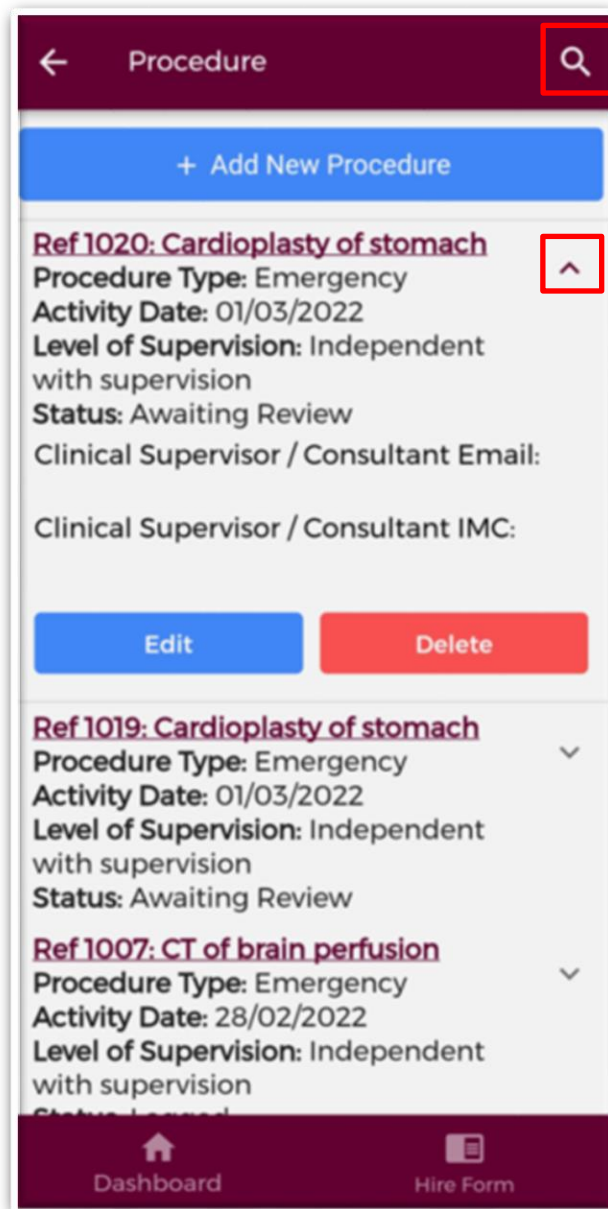 Procedure
+ Add New Procedure
Ref 1020: Cardioplasty of stomach
Procedure Type: Emergency
Activity Date: 01/03/2022
Level of Supervision: Independent
with supervision
Status: Awaiting Review
Clinical Supervisor / Consultant Email:
Clinical Supervisor / Consultant IMC:
Edit Delete
Ref 1019: Cardioplasty of stomach
Procedure Type: Emergency
Activity Date: 01/03/2022
Level of Supervision: Independent
with supervision
Status: Awaiting Review
Ref 1007: CT of brain perfusion
Procedure Type: Emergency
Activity Date: 28/02/2022
Level of Supervision: Independent
with supervision
Status: Logged
Dashboard Hire Form